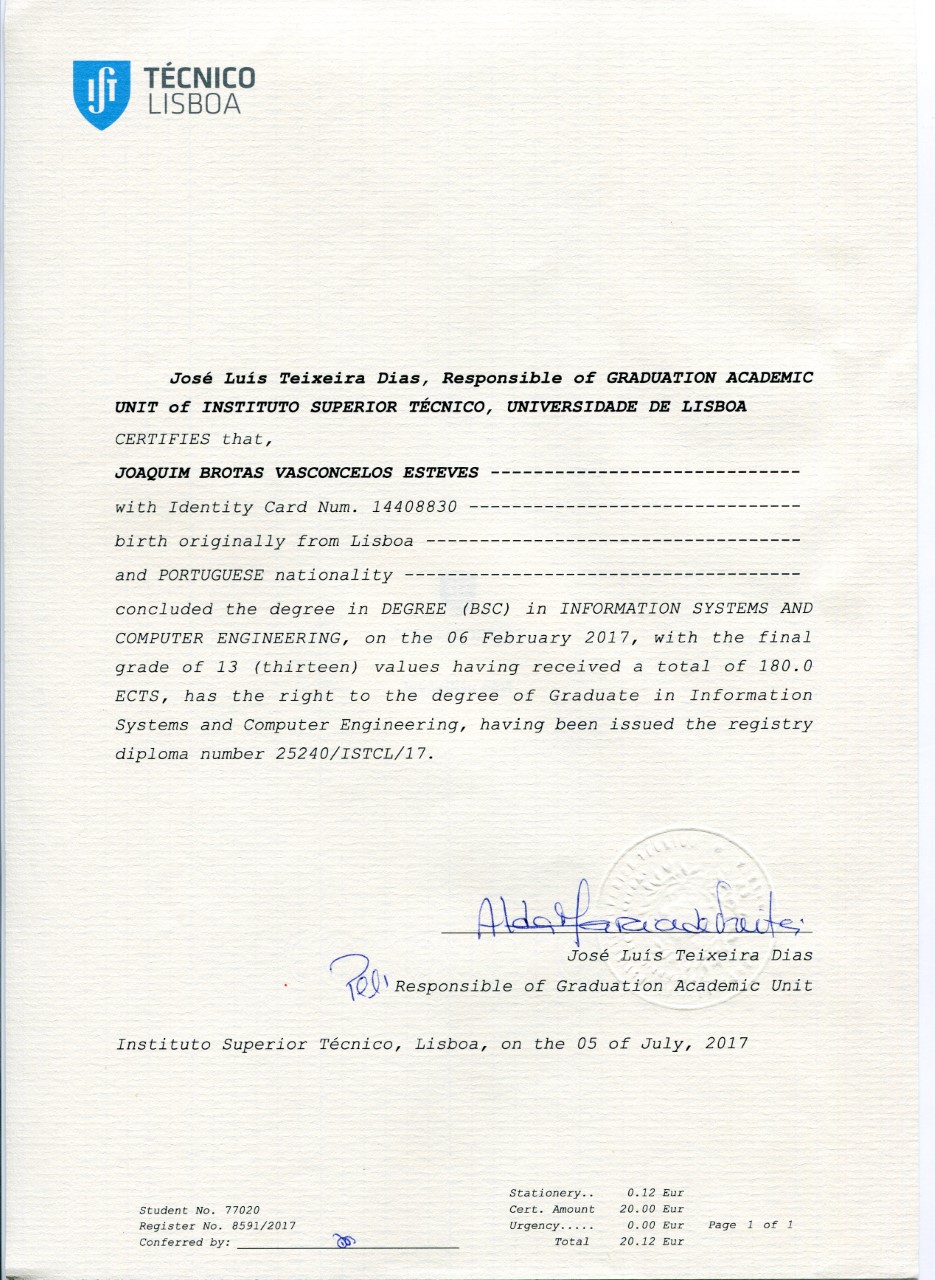 TÉCNICO
LISBOA
José Luís Teixeira Dias, Responsible of GRADUATION ACADEMIC
UNIT of INSTITUTO SUPERIOR TÉCNICO, UNIVERSIDADE DE LISBOA
CERTIFIES that,
JOAQUIM BROTAS VASCONCELOS ESTEVES -----------------------------
with Identity Card Num. 14408830 -------------------------------
birth originally from Lisboa -----------------------------------
and PORTUGUESE nationality -------------------------------------
concluded the degree in DEGREE (BSC) in INFORMATION SYSTEMS AND
COMPUTER ENGINEERING, on the 06 February 2017, with the final
grade of 13 (thirteen) values having received a total of 180.0
ECTS, has the right to the degree of Graduate in Information
Systems and Computer Engineering, having been issued the registry
diploma number 25240/ISTCL/17.
José Luís Teixeira Dias
Responsible of Graduation Academic Unit
Instituto Superior Técnico, Lisboa, on the 05 of July, 2017
Student No. 77020
Register No. 8591/2017
Conferred by:
Stationery.. 0.12 Eur
Cert. Amount 20.00 Eur
Urgency..... 0.00 Eur
Total 20.12 Eur
Page 1 of 1